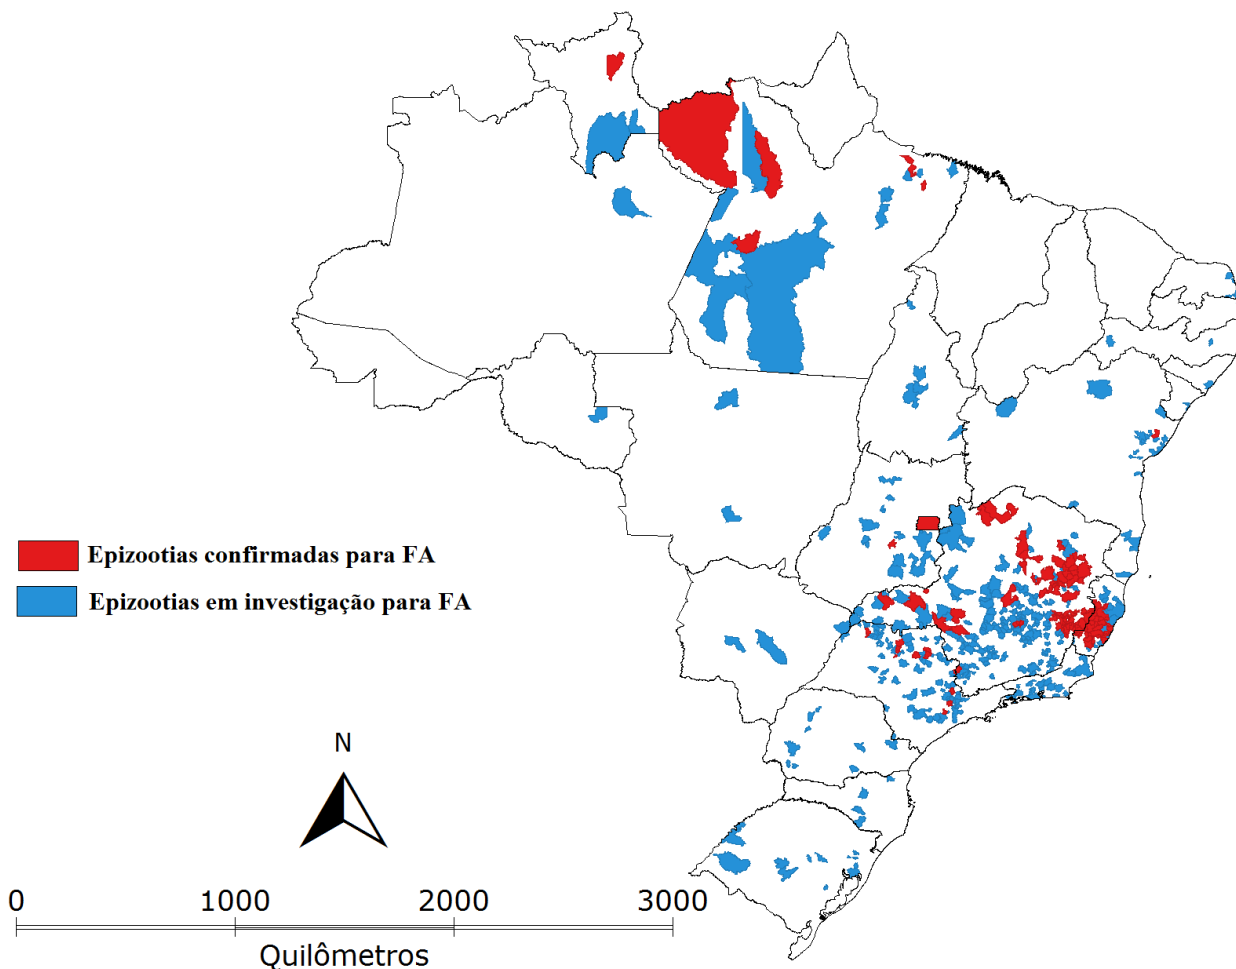 Epizootias confirmadas para FA
Epizootias em investigação para FA
N
0 1000 2000 3000
Quilômetros